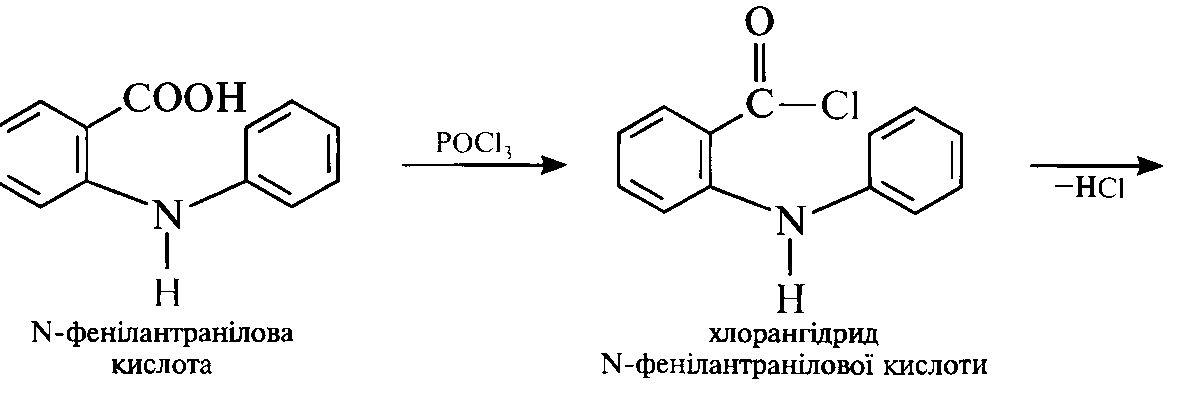 O
COOH
C—Cl
POCl₃
−HCl
N
N
H
H
N-фенілантранілова
кислота
хлорангідрид
N-фенілантранілової кислоти